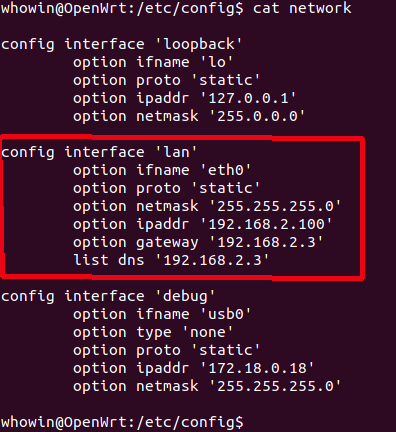 whowin@OpenWrt:/etc/config$ cat network
config interface 'loopback'
option ifname 'lo'
option proto 'static'
option ipaddr '127.0.0.1'
option netmask '255.0.0.0'
config interface 'lan'
option ifname 'eth0'
option proto 'static'
option netmask '255.255.255.0'
option ipaddr '192.168.2.100'
option gateway '192.168.2.3'
list dns '192.168.2.3'
config interface 'debug'
option ifname 'usb0'
option type 'none'
option proto 'static'
option ipaddr '172.18.0.18'
option netmask '255.255.255.0'
whowin@OpenWrt:/etc/config$